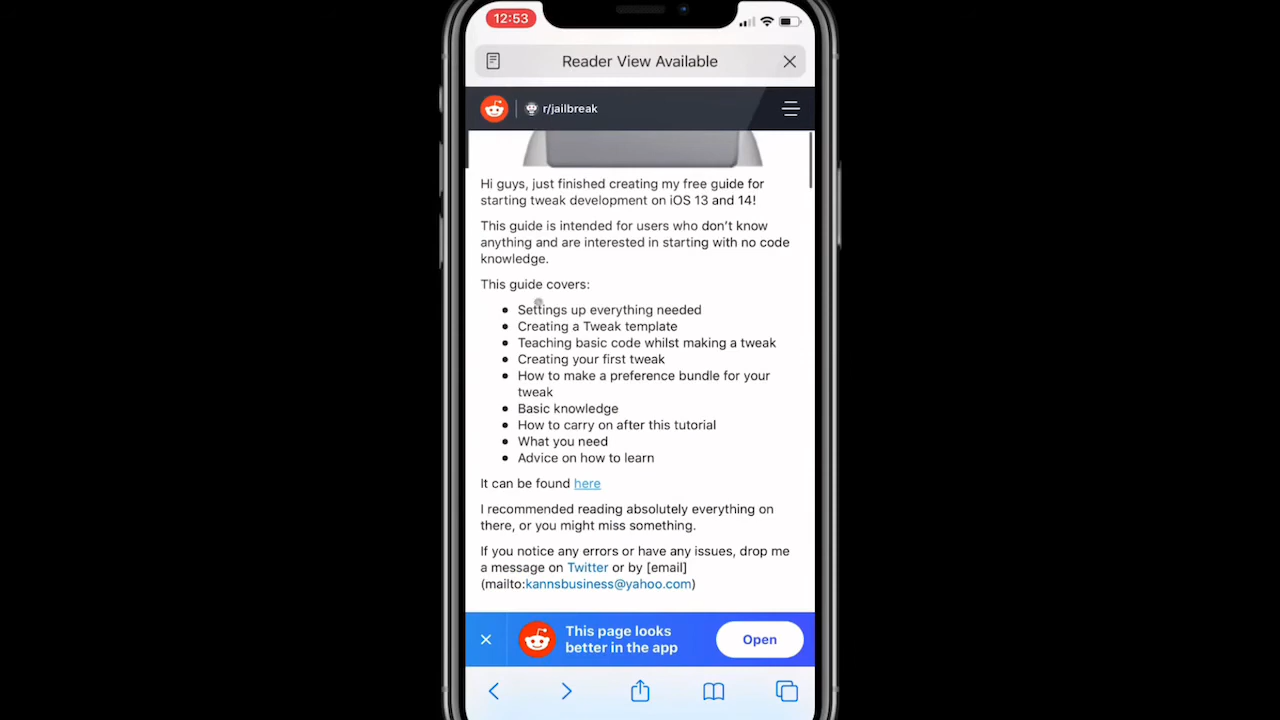 12:53
Reader View Available
r/jailbreak
Hi guys, just finished creating my free guide for
starting tweak development on iOS 13 and 14!
This guide is intended for users who don’t know
anything and are interested in starting with no code
knowledge.
This guide covers:
Settings up everything needed
Creating a Tweak template
Teaching basic code whilst making a tweak
Creating your first tweak
How to make a preference bundle for your
tweak
Basic knowledge
How to carry on after this tutorial
What you need
Advice on how to learn
It can be found here
I recommended reading absolutely everything on
there, or you might miss something.
If you notice any errors or have any issues, drop me
a message on Twitter or by [email]
(mailto:kannsbusiness@yahoo.com)
This page looks
better in the app
Open